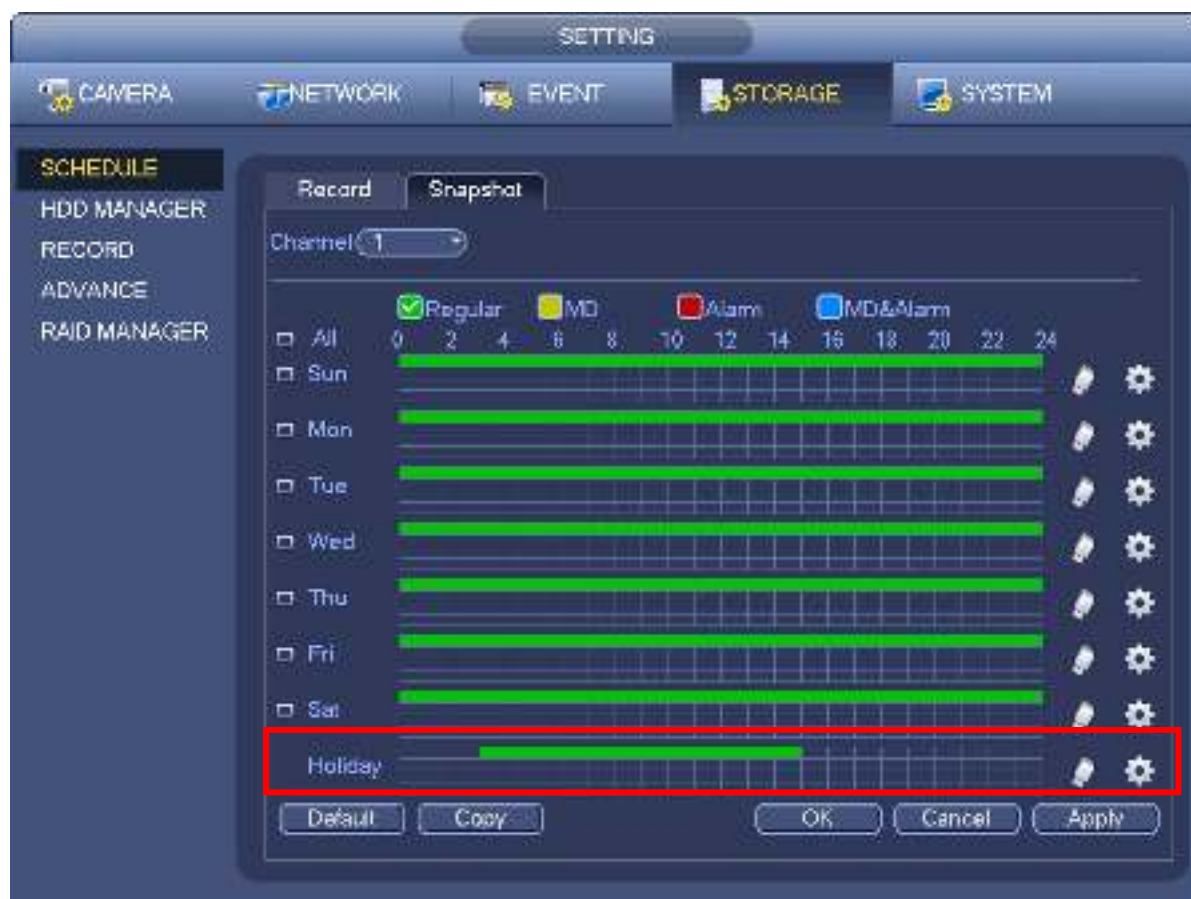 SETTING
CAMERA NETWORK EVENT STORAGE SYSTEM
SCHEDULE
HDD MANAGER
RECORD
ADVANCE
RAID MANAGER
Record Snapshot
Channel 1
Regular MD Alarm MD&Alarm
All 0 2 4 6 8 10 12 14 16 18 20 22 24
Sun
Mon
Tue
Wed
Thu
Fri
Sat
Holiday
Default Copy OK Cancel Apply